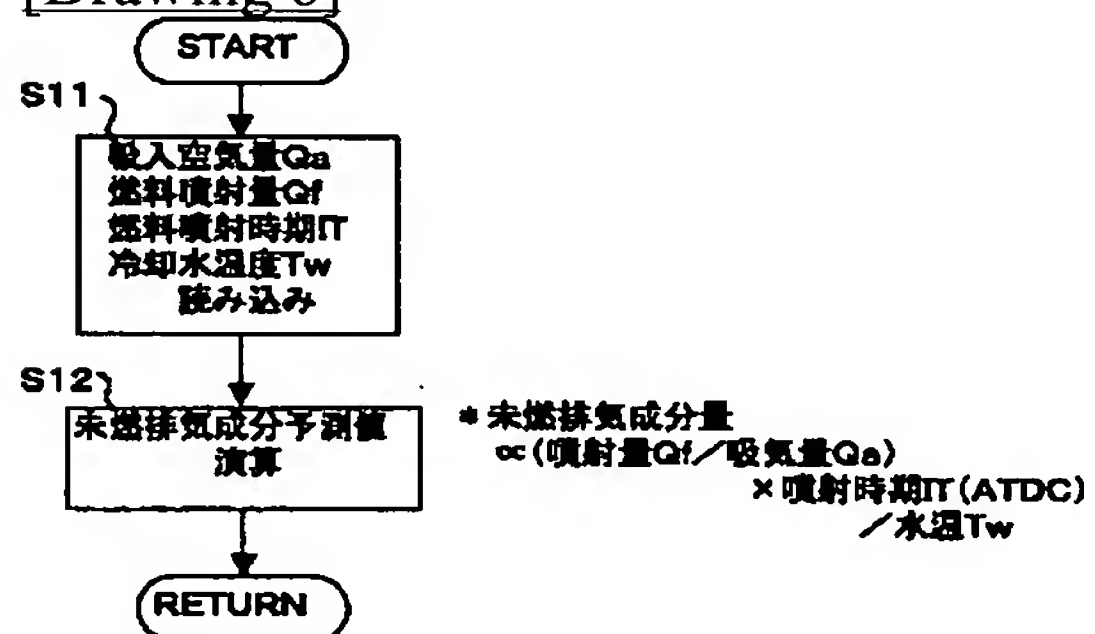 [Drawing 6]
START
S11
吸入空気量Qa
燃料噴射量Qf
燃料噴射時期IT
冷却水温度Tw
読み込み
S12
未燃排気成分予測値
演算
*未燃排気成分量
∝(噴射量Qf/吸気量Qa)
×噴射時期IT(ATDC)
/水温Tw
RETURN